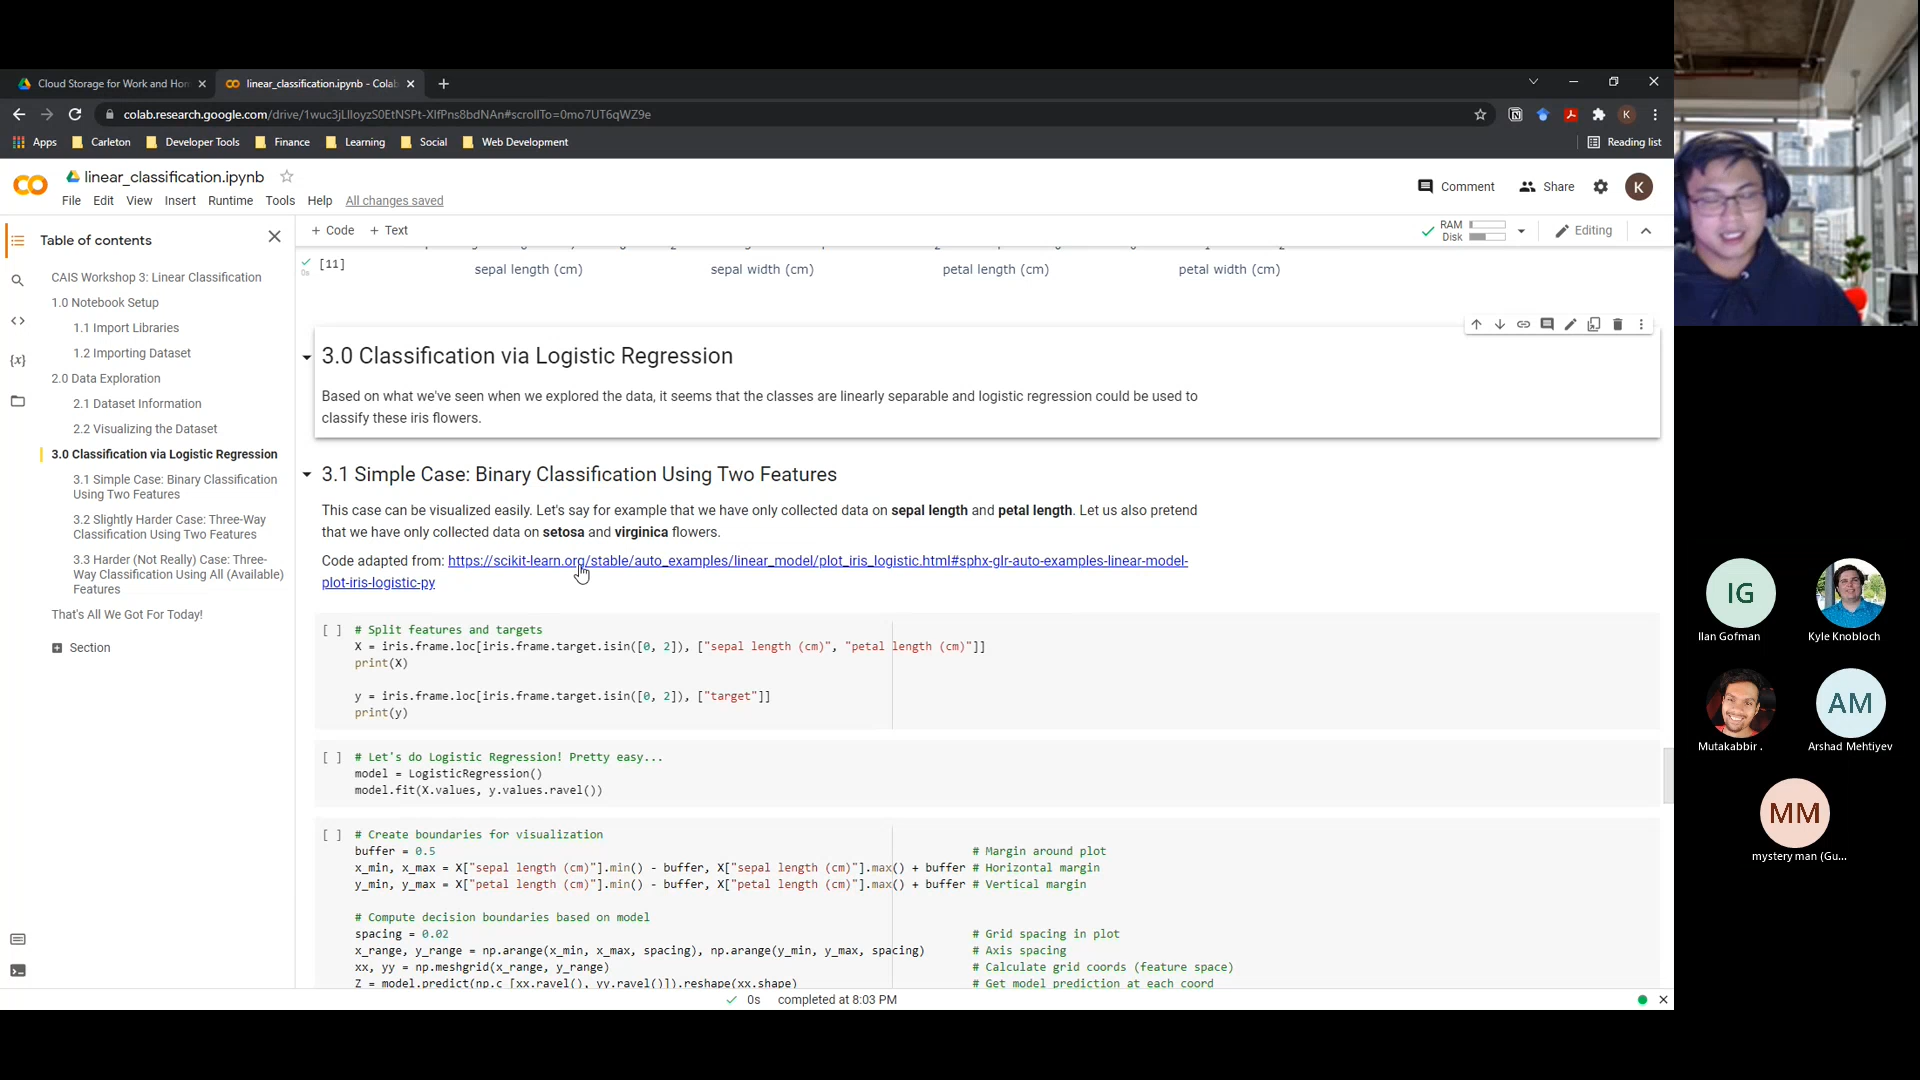 Cloud Storage for Work and Hom
linear_classification.ipynb - Colab
colab.research.google.com/drive/1wuc3jLIloyzS0EtNSPt-XIfPns8bdNAn#scrollTo=0mo7UT6qWZ9e
Apps
Carleton
Developer Tools
Finance
Learning
Social
Web Development
Reading list
linear_classification.ipynb
Comment
Share
K
File Edit View Insert Runtime Tools Help All changes saved
Table of contents
+ Code + Text
RAM
Disk
Editing
CAIS Workshop 3: Linear Classification
1.0 Notebook Setup
1.1 Import Libraries
1.2 Importing Dataset
2.0 Data Exploration
2.1 Dataset Information
2.2 Visualizing the Dataset
3.0 Classification via Logistic Regression
3.1 Simple Case: Binary Classification
Using Two Features
3.2 Slightly Harder Case: Three-Way
Classification Using Two Features
3.3 Harder (Not Really) Case: Three-
Way Classification Using All (Available)
Features
That's All We Got For Today!
Section
[11]
0s
sepal length (cm) sepal width (cm) petal length (cm) petal width (cm)
3.0 Classification via Logistic Regression
Based on what we've seen when we explored the data, it seems that the classes are linearly separable and logistic regression could be used to
classify these iris flowers.
3.1 Simple Case: Binary Classification Using Two Features
This case can be visualized easily. Let's say for example that we have only collected data on sepal length and petal length. Let us also pretend
that we have only collected data on setosa and virginica flowers.
Code adapted from: https://scikit-learn.org/stable/auto_examples/linear_model/plot_iris_logistic.html#sphx-glr-auto-examples-linear-model-
plot-iris-logistic-py
[ ] # Split features and targets
X = iris.frame.loc[iris.frame.target.isin([0, 2]), ["sepal length (cm)", "petal length (cm)"]]
print(X)
y = iris.frame.loc[iris.frame.target.isin([0, 2]), ["target"]]
print(y)
[ ] # Let's do Logistic Regression! Pretty easy...
model = LogisticRegression()
model.fit(X.values, y.values.ravel())
[ ] # Create boundaries for visualization
buffer = 0.5 # Margin around plot
x_min, x_max = X["sepal length (cm)"].min() - buffer, X["sepal length (cm)"].max() + buffer # Horizontal margin
y_min, y_max = X["petal length (cm)"].min() - buffer, X["petal length (cm)"].max() + buffer # Vertical margin
# Compute decision boundaries based on model
spacing = 0.02 # Grid spacing in plot
x_range, y_range = np.arange(x_min, x_max, spacing), np.arange(y_min, y_max, spacing) # Axis spacing
xx, yy = np.meshgrid(x_range, y_range) # Calculate grid coords (feature space)
Z = model.predict(np.c_[xx.ravel(), yy.ravel()]).reshape(xx.shape) # Get model prediction at each coord
0s completed at 8:03 PM
IG
Ilan Gofman
Kyle Knobloch
Mutakabbir .
AM
Arshad Mehtiyev
MM
mystery man (Gu...